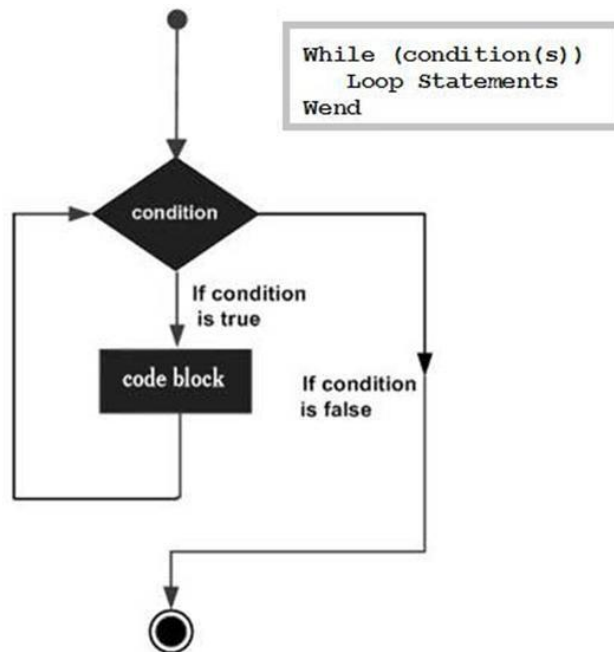 While (condition(s))
Loop Statements
Wend
condition
If condition
is true
code block
If condition
is false